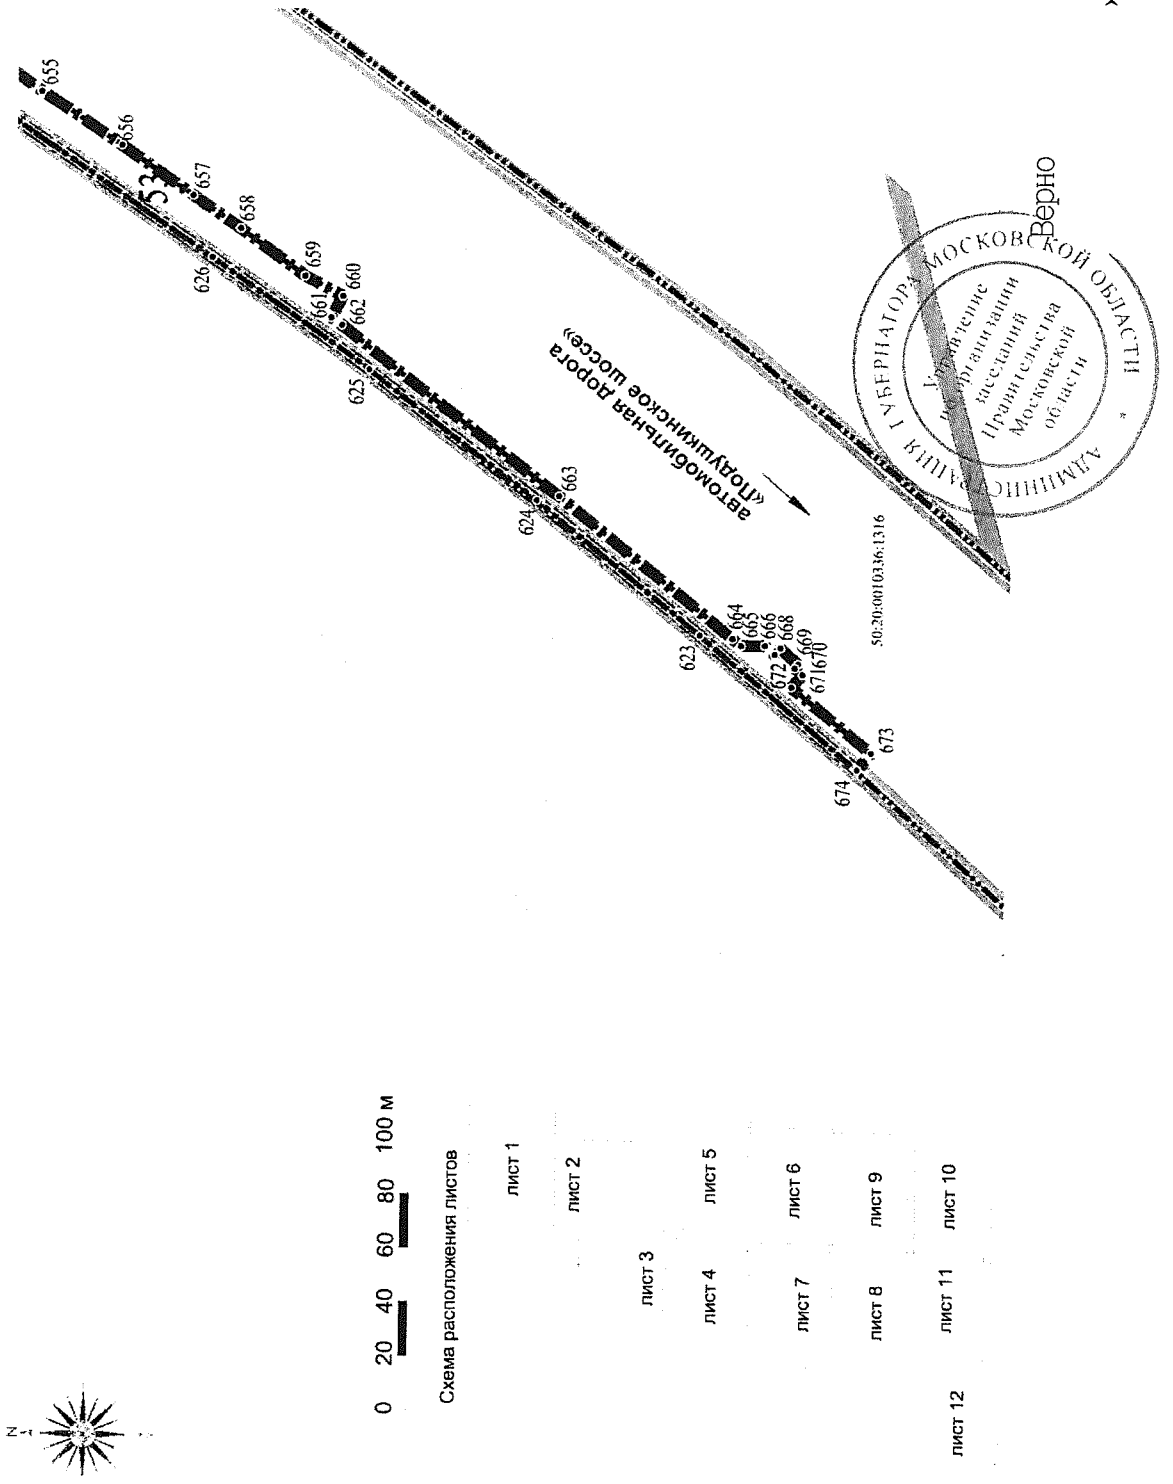 N
655
656
53
657
658
626
659
660
661
662
625
663
624
автомобильная дорога
«Подушкинское шоссе»
664
665
623
666
668
669
670
671
672
673
674
50:20:0010336:1316
Верно
АДМИНИСТРАЦИЯ ГУБЕРНАТОРА МОСКОВСКОЙ ОБЛАСТИ *
Управление
по организации
заседаний
Правительства
Московской
области
0 20 40 60 80 100 м
Схема расположения листов
лист 1
лист 2
лист 3
лист 4 лист 5
лист 7 лист 6
лист 8 лист 9
лист 12 лист 11 лист 10